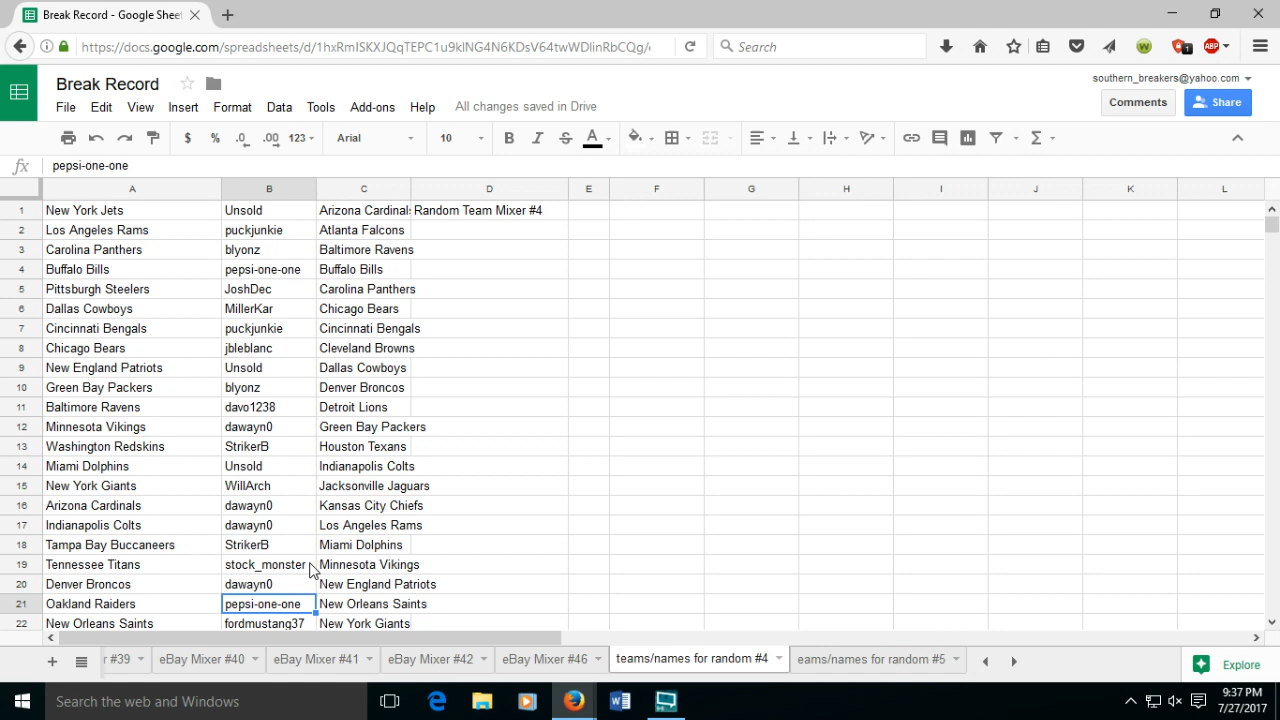 Break Record - Google Sheet
https://docs.google.com/spreadsheets/d/1hxRmISKXJQqTEPC1u9kING4N6KDsV64twWDlinRbCQg/
Search
1
ABP
Break Record
southern_breakers@yahoo.com
File Edit View Insert Format Data Tools Add-ons Help All changes saved in Drive
Comments Share
$ % .0 .00 123 Arial 10 B I S A Σ
fx pepsi-one-one
A B C D E F G H I J K L
1 New York Jets Unsold Arizona Cardinals Random Team Mixer #4
2 Los Angeles Rams puckjunkie Atlanta Falcons
3 Carolina Panthers blyonz Baltimore Ravens
4 Buffalo Bills pepsi-one-one Buffalo Bills
5 Pittsburgh Steelers JoshDec Carolina Panthers
6 Dallas Cowboys MillerKar Chicago Bears
7 Cincinnati Bengals puckjunkie Cincinnati Bengals
8 Chicago Bears jbleblanc Cleveland Browns
9 New England Patriots Unsold Dallas Cowboys
10 Green Bay Packers blyonz Denver Broncos
11 Baltimore Ravens davo1238 Detroit Lions
12 Minnesota Vikings dawayn0 Green Bay Packers
13 Washington Redskins StrikerB Houston Texans
14 Miami Dolphins Unsold Indianapolis Colts
15 New York Giants WillArch Jacksonville Jaguars
16 Arizona Cardinals dawayn0 Kansas City Chiefs
17 Indianapolis Colts dawayn0 Los Angeles Rams
18 Tampa Bay Buccaneers StrikerB Miami Dolphins
19 Tennessee Titans stock_monster Minnesota Vikings
20 Denver Broncos dawayn0 New England Patriots
21 Oakland Raiders pepsi-one-one New Orleans Saints
22 New Orleans Saints fordmustang37 New York Giants
r #39 eBay Mixer #40 eBay Mixer #41 eBay Mixer #42 eBay Mixer #46 teams/names for random #4 eams/names for random #5
Explore
Search the web and Windows
9:37 PM
7/27/2017